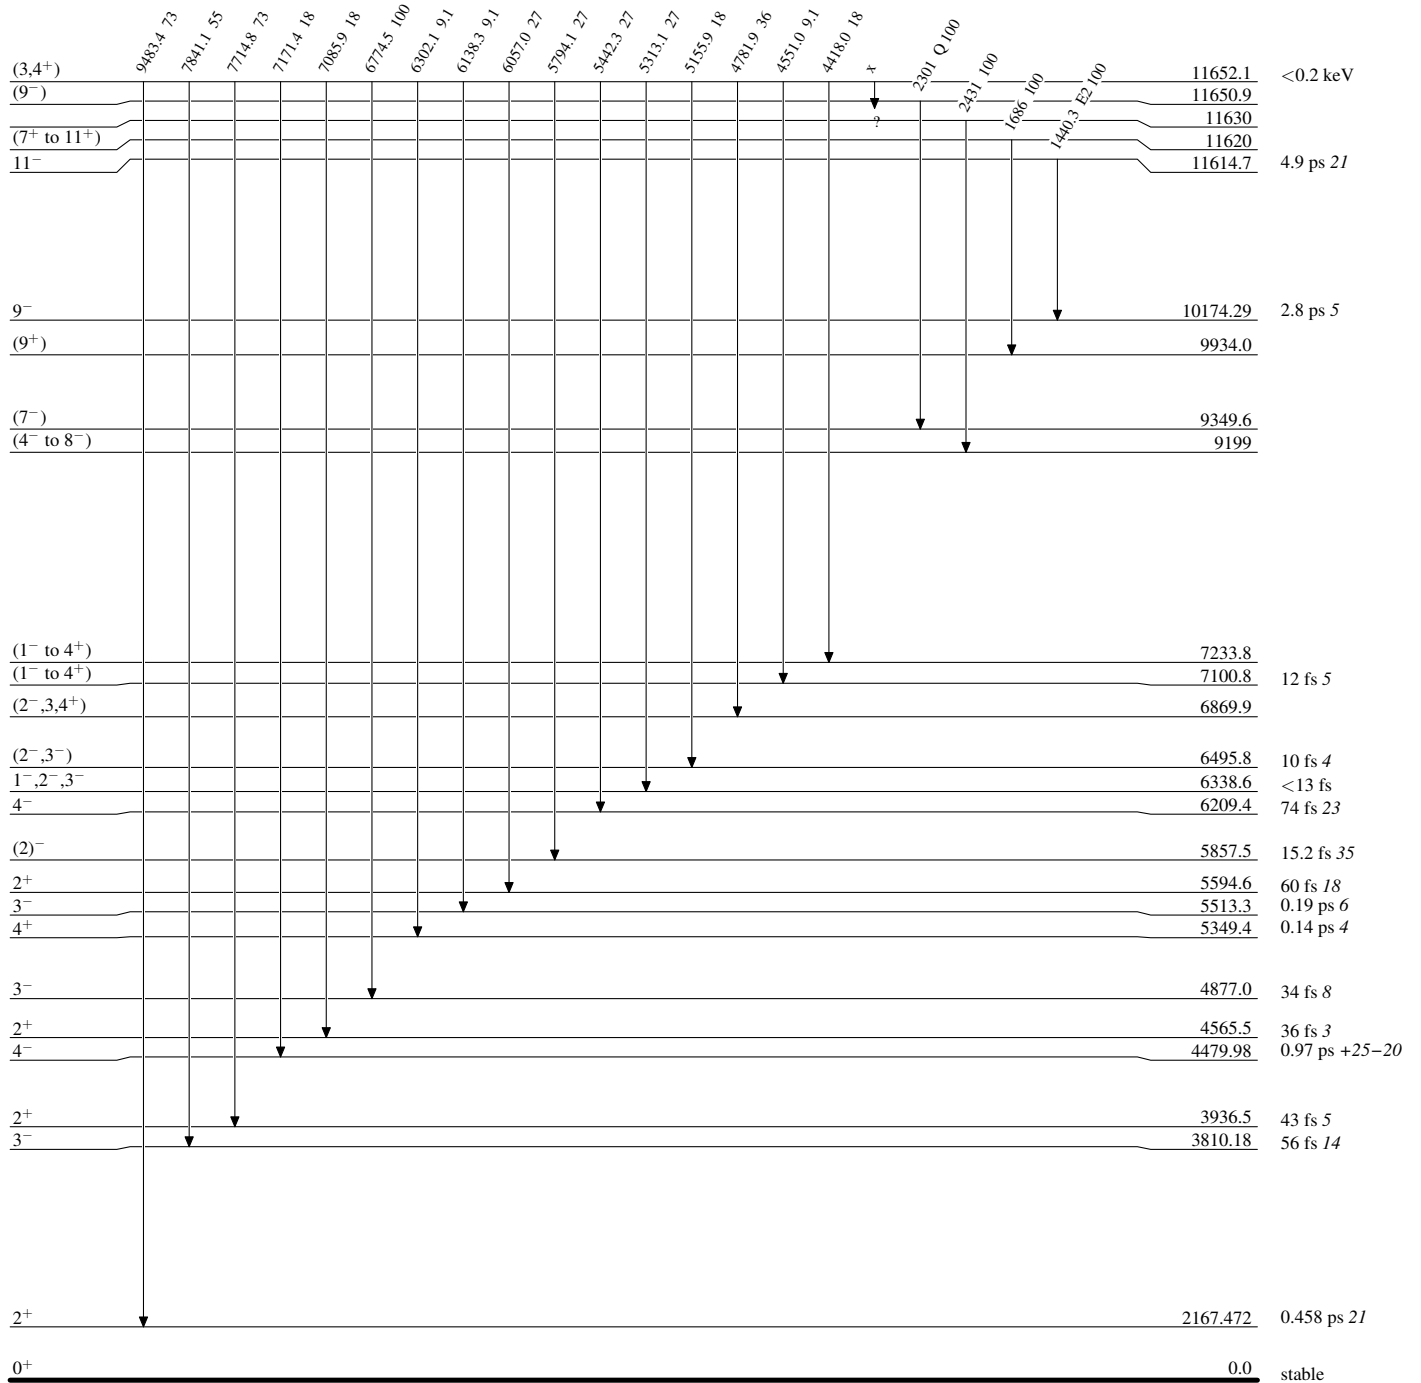 9483.4 73
7841.1 55
7714.8 73
7171.4 18
7085.9 18
6774.5 100
6302.1 9.1
6138.3 9.1
6057.0 27
5794.1 27
5442.3 27
5313.1 27
5155.9 18
4781.9 36
4551.0 9.1
4418.0 18
x
?
2301 Q 100
2431 100
1686 100
1440.3 E2 100
(3,4⁺) 11652.1 <0.2 keV
(9⁻) 11650.9
11630
(7⁺ to 11⁺) 11620
11⁻ 11614.7 4.9 ps 21
9⁻ 10174.29 2.8 ps 5
(9⁺) 9934.0
(7⁻) 9349.6
(4⁻ to 8⁻) 9199
(1⁻ to 4⁺) 7233.8
(1⁻ to 4⁺) 7100.8 12 fs 5
(2⁻,3,4⁺) 6869.9
(2⁻,3⁻) 6495.8 10 fs 4
1⁻,2⁻,3⁻ 6338.6 <13 fs
4⁻ 6209.4 74 fs 23
(2)⁻ 5857.5 15.2 fs 35
2⁺ 5594.6 60 fs 18
3⁻ 5513.3 0.19 ps 6
4⁺ 5349.4 0.14 ps 4
3⁻ 4877.0 34 fs 8
2⁺ 4565.5 36 fs 3
4⁻ 4479.98 0.97 ps +25−20
2⁺ 3936.5 43 fs 5
3⁻ 3810.18 56 fs 14
2⁺ 2167.472 0.458 ps 21
0⁺ 0.0 stable